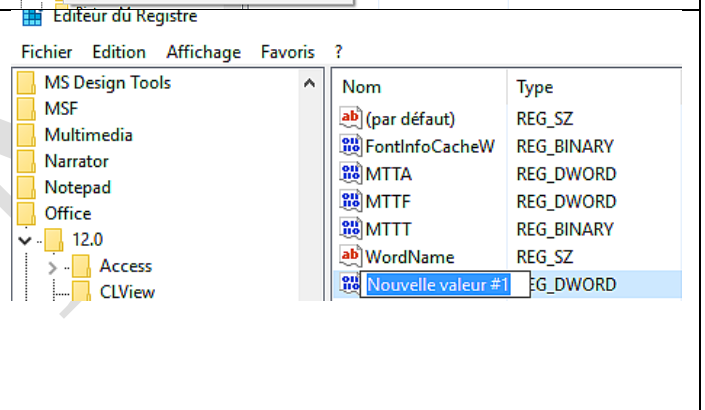 Editeur du Registre
Fichier Edition Affichage Favoris ?
MS Design Tools
MSF
Multimedia
Narrator
Notepad
Office
12.0
Access
CLView
Nom Type
(par défaut) REG_SZ
FontInfoCacheW REG_BINARY
MTTA REG_DWORD
MTTF REG_DWORD
MTTT REG_BINARY
WordName REG_SZ
Nouvelle valeur #1 EG_DWORD